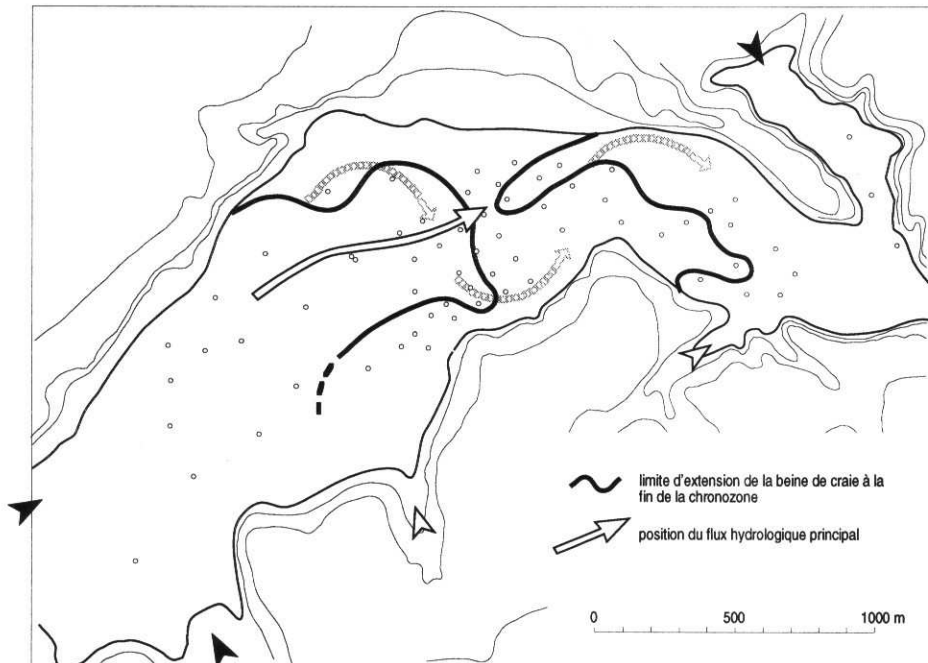 limite d'extension de la beine de craie à la
fin de la chronozone
position du flux hydrologique principal
0 500 1000 m